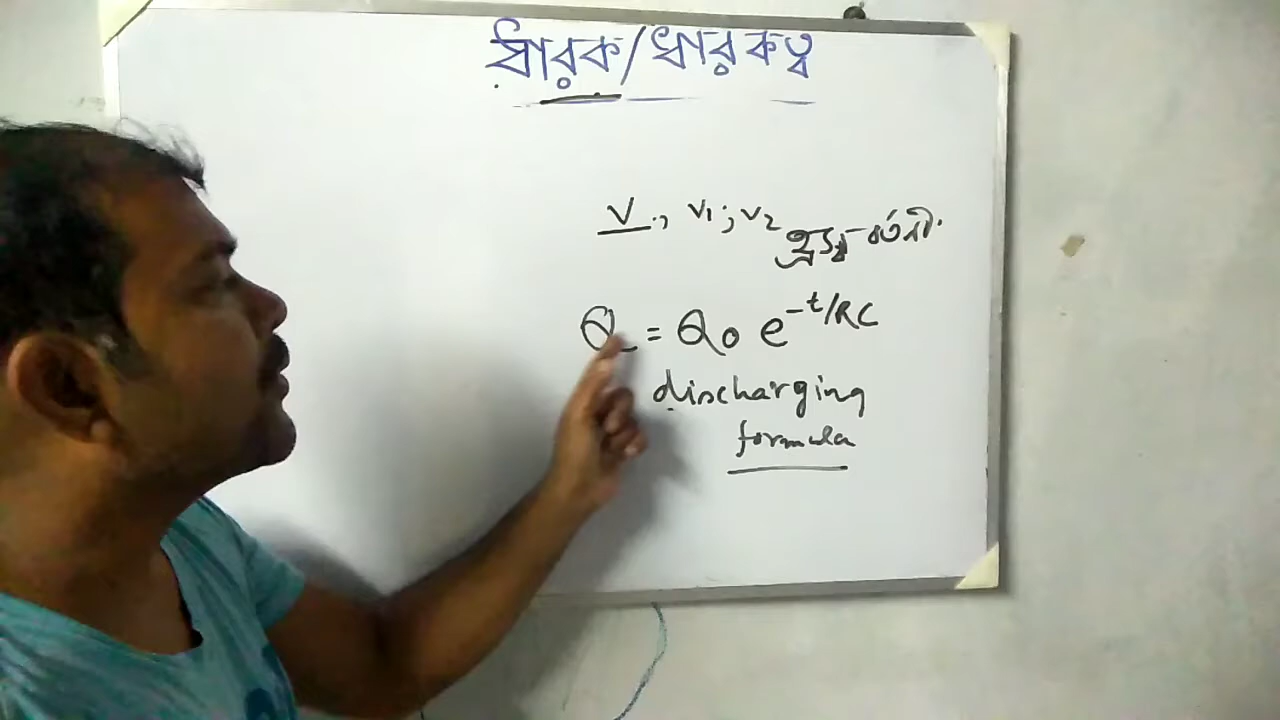 ধারক/ধারকত্ব
V ., V1 ; V2
Q = Q0 e^-t/RC
discharging
formula